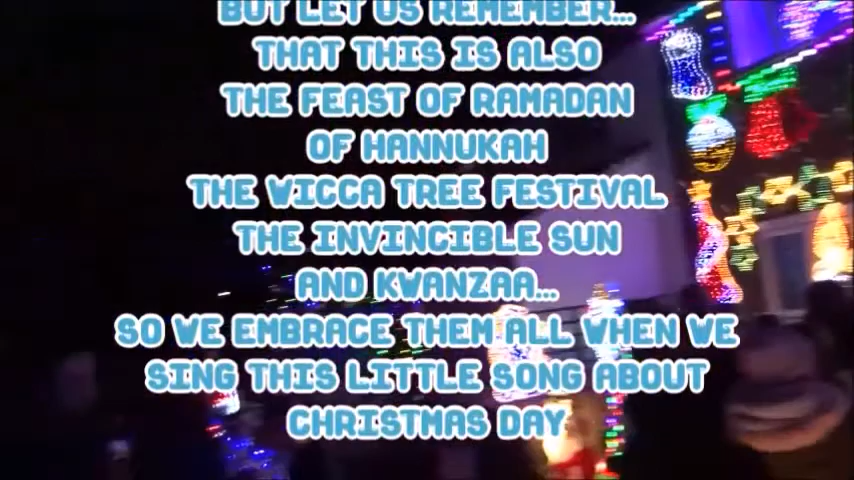 BUT LET US REMEMBER...
THAT THIS IS ALSO
THE FEAST OF RAMADAN
OF HANNUKAH
THE WICCA TREE FESTIVAL
THE INVINCIBLE SUN
AND KWANZAA...
SO WE EMBRACE THEM ALL WHEN WE
SING THIS LITTLE SONG ABOUT
CHRISTMAS DAY